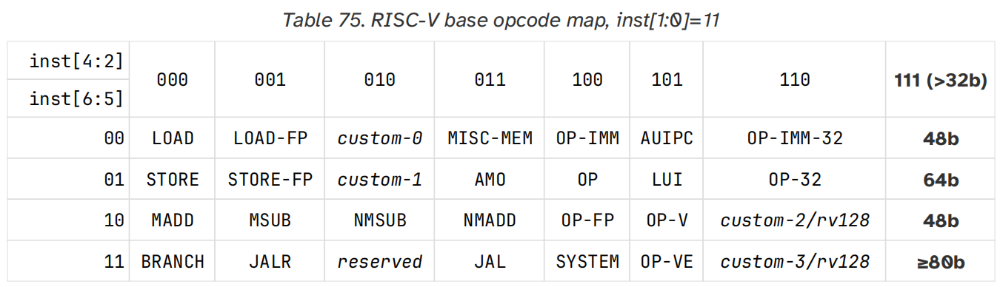 Table 75. RISC-V base opcode map, inst[1:0]=11
inst[4:2] 000 001 010 011 100 101 110 111 (>32b)
inst[6:5]
00 LOAD LOAD-FP custom-0 MISC-MEM OP-IMM AUIPC OP-IMM-32 48b
01 STORE STORE-FP custom-1 AMO OP LUI OP-32 64b
10 MADD MSUB NMSUB NMADD OP-FP OP-V custom-2/rv128 48b
11 BRANCH JALR reserved JAL SYSTEM OP-VE custom-3/rv128 ≥80b